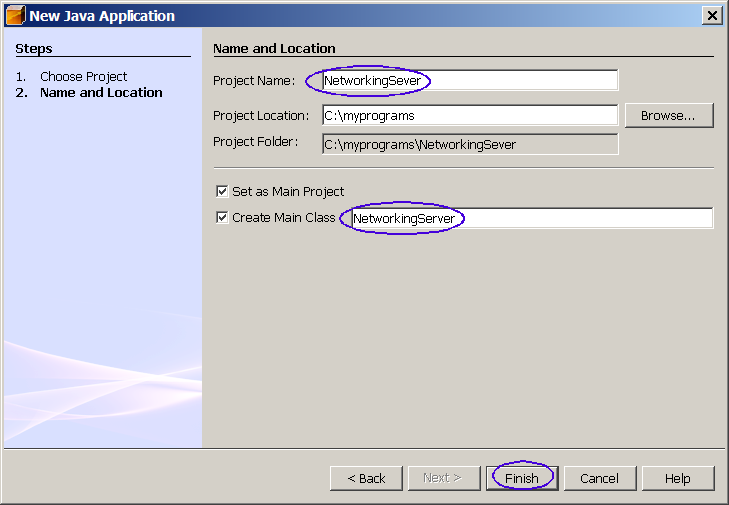 New Java Application
Steps
1. Choose Project
2. Name and Location
Name and Location
Project Name: NetworkingSever
Project Location: C:\myprograms Browse...
Project Folder: C:\myprograms\NetworkingSever
Set as Main Project
Create Main Class NetworkingServer
< Back Next > Finish Cancel Help